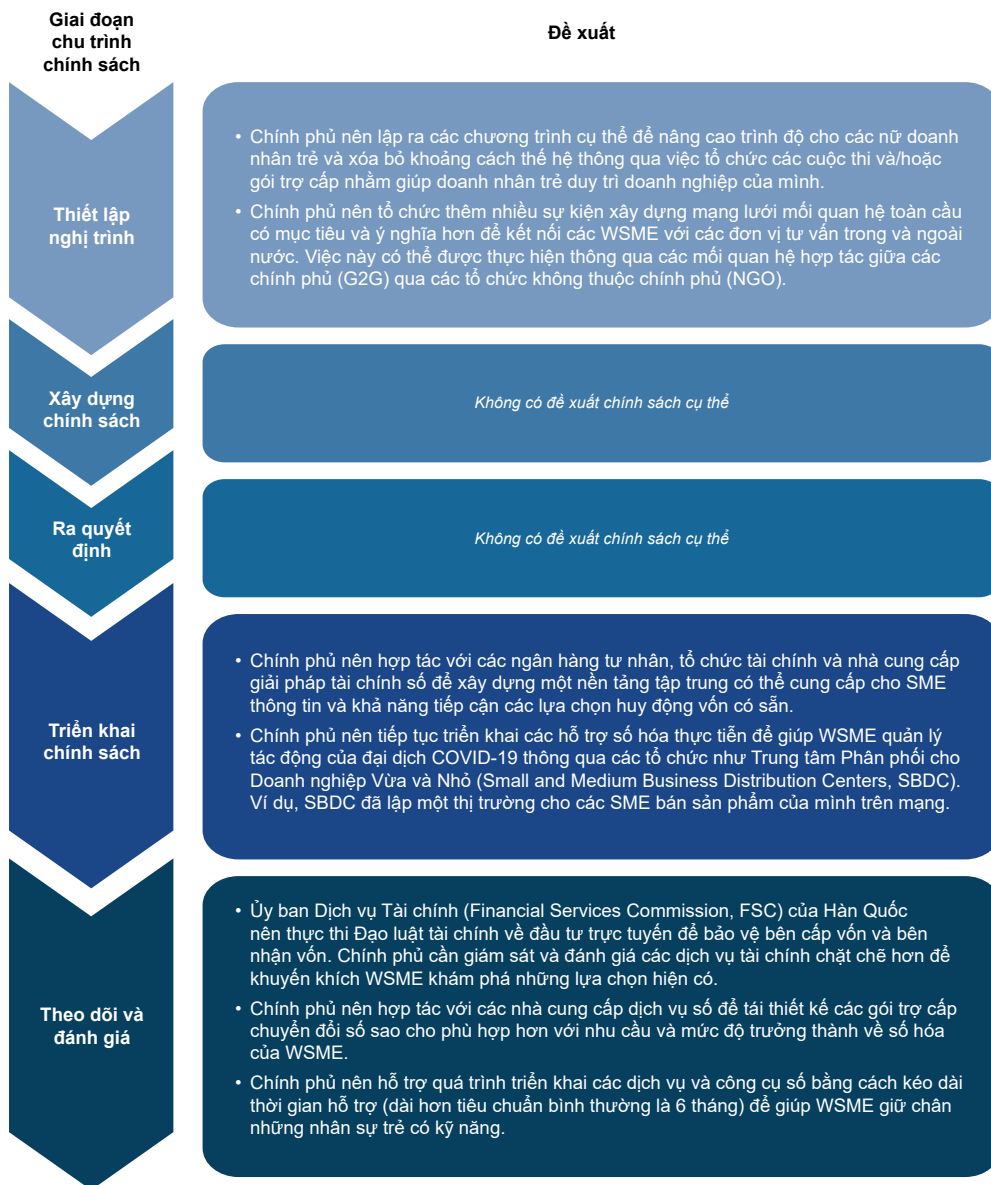 Giai đoạn
chu trình
chính sách
Đề xuất
Thiết lập
nghị trình
• Chính phủ nên lập ra các chương trình cụ thể để nâng cao trình độ cho các nữ doanh
nhân trẻ và xóa bỏ khoảng cách thế hệ thông qua việc tổ chức các cuộc thi và/hoặc
gói trợ cấp nhằm giúp doanh nhân trẻ duy trì doanh nghiệp của mình.
• Chính phủ nên tổ chức thêm nhiều sự kiện xây dựng mạng lưới mối quan hệ toàn cầu
có mục tiêu và ý nghĩa hơn để kết nối các WSME với các đơn vị tư vấn trong và ngoài
nước. Việc này có thể được thực hiện thông qua các mối quan hệ hợp tác giữa các
chính phủ (G2G) qua các tổ chức không thuộc chính phủ (NGO).
Xây dựng
chính sách
Không có đề xuất chính sách cụ thể
Ra quyết
định
Không có đề xuất chính sách cụ thể
Triển khai
chính sách
• Chính phủ nên hợp tác với các ngân hàng tư nhân, tổ chức tài chính và nhà cung cấp
giải pháp tài chính số để xây dựng một nền tảng tập trung có thể cung cấp cho SME
thông tin và khả năng tiếp cận các lựa chọn huy động vốn có sẵn.
• Chính phủ nên tiếp tục triển khai các hỗ trợ số hóa thực tiễn để giúp WSME quản lý
tác động của đại dịch COVID-19 thông qua các tổ chức như Trung tâm Phân phối cho
Doanh nghiệp Vừa và Nhỏ (Small and Medium Business Distribution Centers, SBDC).
Ví dụ, SBDC đã lập một thị trường cho các SME bán sản phẩm của mình trên mạng.
Theo dõi và
đánh giá
• Ủy ban Dịch vụ Tài chính (Financial Services Commission, FSC) của Hàn Quốc
nên thực thi Đạo luật tài chính về đầu tư trực tuyến để bảo vệ bên cấp vốn và bên
nhận vốn. Chính phủ cần giám sát và đánh giá các dịch vụ tài chính chặt chẽ hơn để
khuyến khích WSME khám phá những lựa chọn hiện có.
• Chính phủ nên hợp tác với các nhà cung cấp dịch vụ số để tái thiết kế các gói trợ cấp
chuyển đổi số sao cho phù hợp hơn với nhu cầu và mức độ trưởng thành về số hóa
của WSME.
• Chính phủ nên hỗ trợ quá trình triển khai các dịch vụ và công cụ số bằng cách kéo dài
thời gian hỗ trợ (dài hơn tiêu chuẩn bình thường là 6 tháng) để giúp WSME giữ chân
những nhân sự trẻ có kỹ năng.